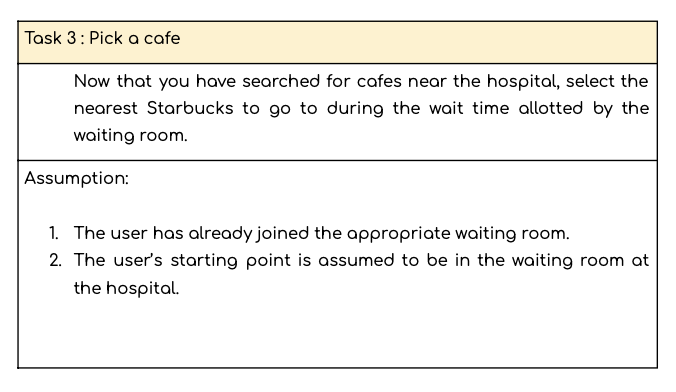 Task 3 : Pick a cafe
Now that you have searched for cafes near the hospital, select the
nearest Starbucks to go to during the wait time allotted by the
waiting room.
Assumption:
1. The user has already joined the appropriate waiting room.
2. The user's starting point is assumed to be in the waiting room at
the hospital.